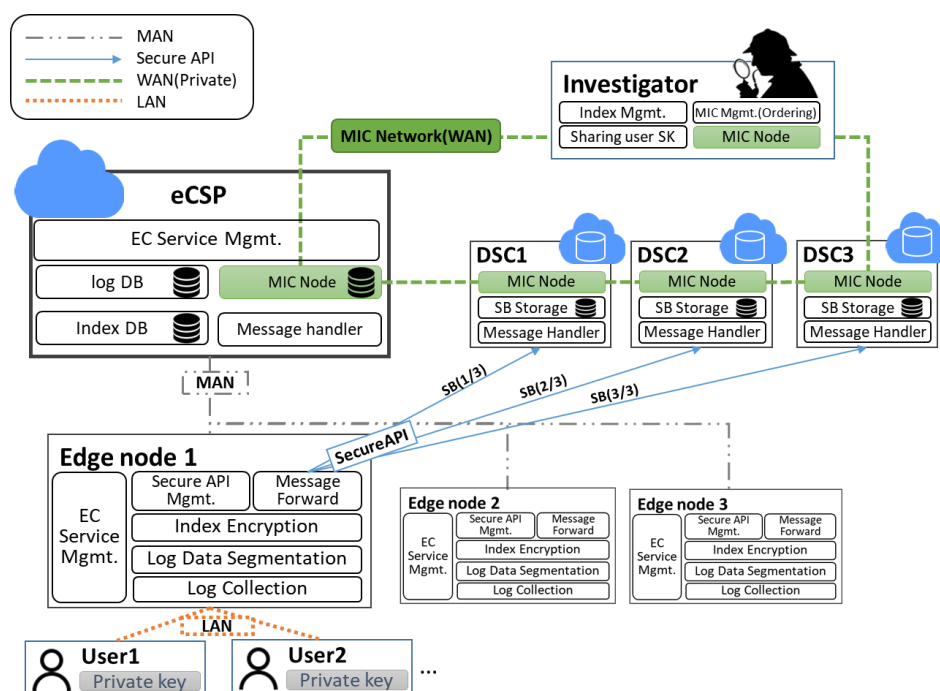 MAN
Secure API
WAN(Private)
LAN
Investigator
Index Mgmt.
MIC Mgmt.(Ordering)
Sharing user SK
MIC Node
MIC Network(WAN)
eCSP
EC Service Mgmt.
log DB
MIC Node
Index DB
Message handler
DSC1
MIC Node
SB Storage
Message Handler
DSC2
MIC Node
SB Storage
Message Handler
DSC3
MIC Node
SB Storage
Message Handler
MAN
SB(1/3)
SB(2/3)
SB(3/3)
SecureAPI
Edge node 1
EC
Service
Mgmt.
Secure API
Mgmt.
Message
Forward
Index Encryption
Log Data Segmentation
Log Collection
Edge node 2
EC
Service
Mgmt.
Secure API
Mgmt.
Message
Forward
Index Encryption
Log Data Segmentation
Log Collection
Edge node 3
EC
Service
Mgmt.
Secure API
Mgmt.
Message
Forward
Index Encryption
Log Data Segmentation
Log Collection
LAN
User1
Private key
User2
Private key
...